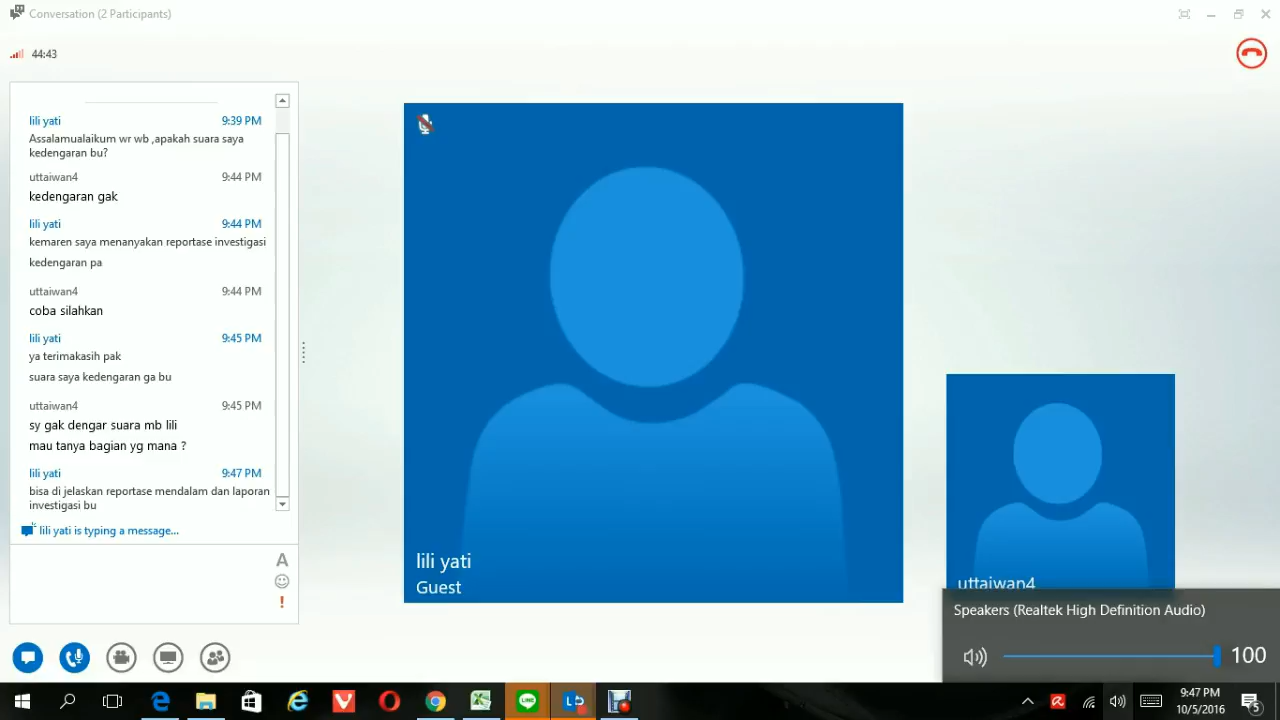 Conversation (2 Participants)
44:43
lili yati 9:39 PM
Assalamualaikum wr wb ,apakah suara saya
kedengaran bu?
uttaiwan4 9:44 PM
kedengaran gak
lili yati 9:44 PM
kemaren saya menanyakan reportase investigasi
kedengaran pa
uttaiwan4 9:44 PM
coba silahkan
lili yati 9:45 PM
ya terimakasih pak
suara saya kedengaran ga bu
uttaiwan4 9:45 PM
sy gak dengar suara mb lili
mau tanya bagian yg mana ?
lili yati 9:47 PM
bisa di jelaskan reportase mendalam dan laporan
investigasi bu
lili yati is typing a message...
A
!
lili yati
Guest
uttaiwan4
Speakers (Realtek High Definition Audio)
100
LINE
9:47 PM
10/5/2016
5